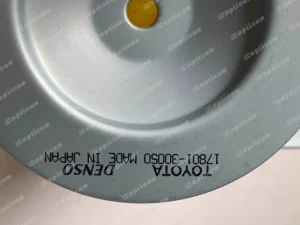 TOYOTA DENSO
17801-30050 MADE IN JAPAN